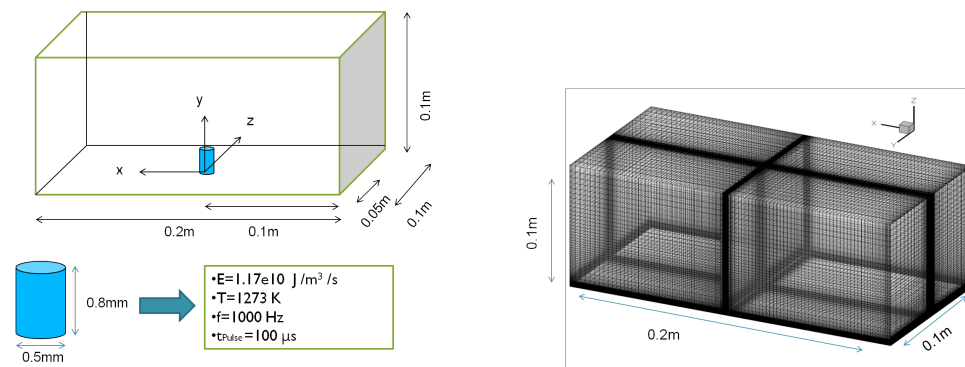 y
z
x
0.1m
0.05m
0.1m
0.2m
0.1m
0.8mm
0.5mm
•E=1.17e10 J/m³/s
•T=1273 K
•f=1000 Hz
•tPulse=100 μs
Z
X
Y
0.1m
0.2m
0.1m